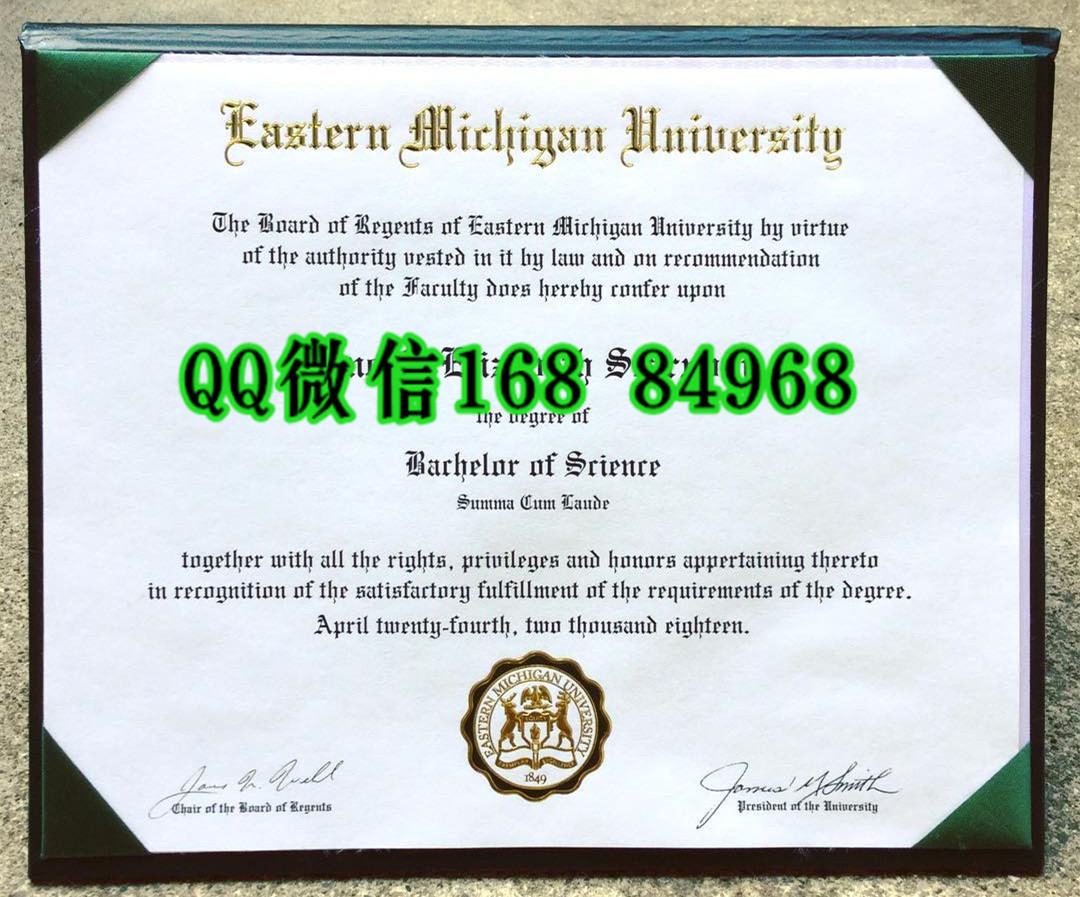 Eastern Michigan University
The Board of Regents of Eastern Michigan University by virtue
of the authority vested in it by law and on recommendation
of the Faculty does hereby confer upon
QQ微信168 84968
the degree of
Bachelor of Science
Summa Cum Laude
together with all the rights, privileges and honors appertaining thereto
in recognition of the satisfactory fulfillment of the requirements of the degree.
April twenty-fourth, two thousand eighteen.
EASTERN MICHIGAN UNIVERSITY
1849
Chair of the Board of Regents
James M Smith
President of the University